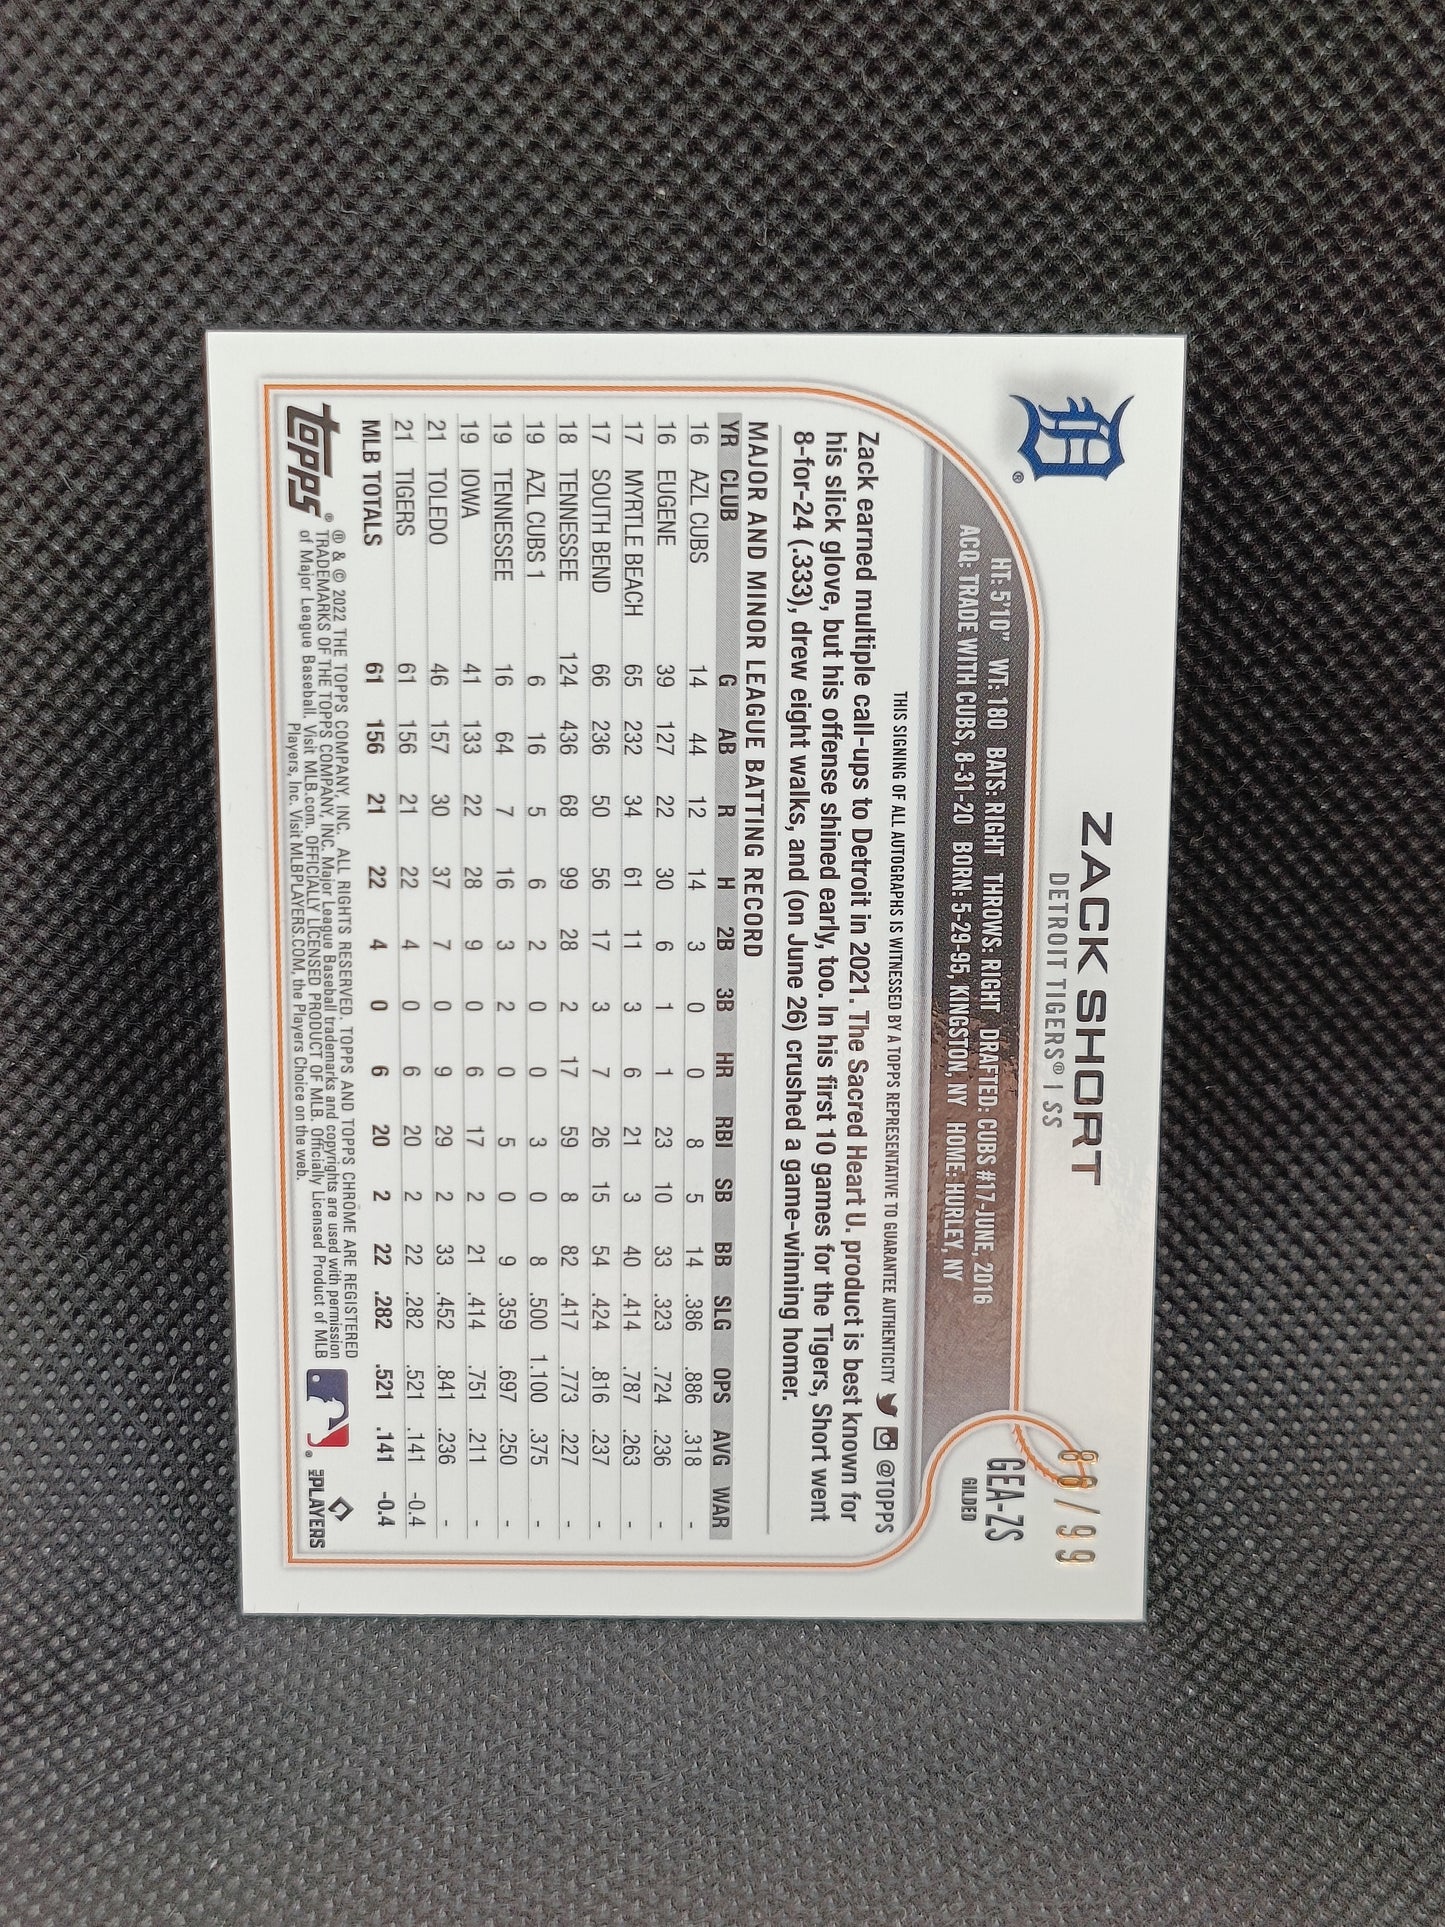 ZACK SHORT
DETROIT TIGERS® | SS
88/99
GEA-ZS
GILDED
HT: 5'10" WT: 180 BATS: RIGHT THROWS: RIGHT DRAFTED: CUBS #17-JUNE, 2016
ACQ: TRADE WITH CUBS, 8-31-20 BORN: 5-29-95, KINGSTON, NY HOME: HURLEY, NY
THIS SIGNING OF ALL AUTOGRAPHS IS WITNESSED BY A TOPPS REPRESENTATIVE TO GUARANTEE AUTHENTICITY @TOPPS
Zack earned multiple call-ups to Detroit in 2021. The Sacred Heart U. product is best known for
his slick glove, but his offense shined early, too. In his first 10 games for the Tigers, Short went
8-for-24 (.333), drew eight walks, and (on June 26) crushed a game-winning homer.
MAJOR AND MINOR LEAGUE BATTING RECORD
YR CLUB G AB R H 2B 3B HR RBI SB BB SLG OPS AVG WAR
16 AZL CUBS 14 44 12 14 3 0 0 8 5 14 .386 .886 .318 -
16 EUGENE 39 127 22 30 6 1 1 23 10 33 .323 .724 .236 -
17 MYRTLE BEACH 65 232 34 61 11 3 6 21 3 40 .414 .787 .263 -
17 SOUTH BEND 66 236 50 56 17 3 7 26 15 54 .424 .816 .237 -
18 TENNESSEE 124 436 68 99 28 2 17 59 8 82 .417 .773 .227 -
19 AZL CUBS 1 6 16 5 6 2 0 0 3 0 8 .500 1.100 .375 -
19 TENNESSEE 16 64 7 16 3 2 0 5 0 9 .359 .697 .250 -
19 IOWA 41 133 22 28 9 0 6 17 2 21 .414 .751 .211 -
21 TOLEDO 46 157 30 37 7 0 9 29 2 33 .452 .841 .236 -
21 TIGERS 61 156 21 22 4 0 6 20 2 22 .282 .521 .141 -0.4
MLB TOTALS 61 156 21 22 4 0 6 20 2 22 .282 .521 .141 -0.4
topps®
® & © 2022 THE TOPPS COMPANY, INC. ALL RIGHTS RESERVED. TOPPS AND TOPPS CHROME ARE REGISTERED
TRADEMARKS OF THE TOPPS COMPANY, INC. Major League Baseball trademarks and copyrights are used with permission
of Major League Baseball. Visit MLB.com. OFFICIALLY LICENSED PRODUCT OF MLB. Officially Licensed Product of MLB
Players, Inc. Visit MLBPLAYERS.COM, the Players Choice on the web.
MLB PLAYERS